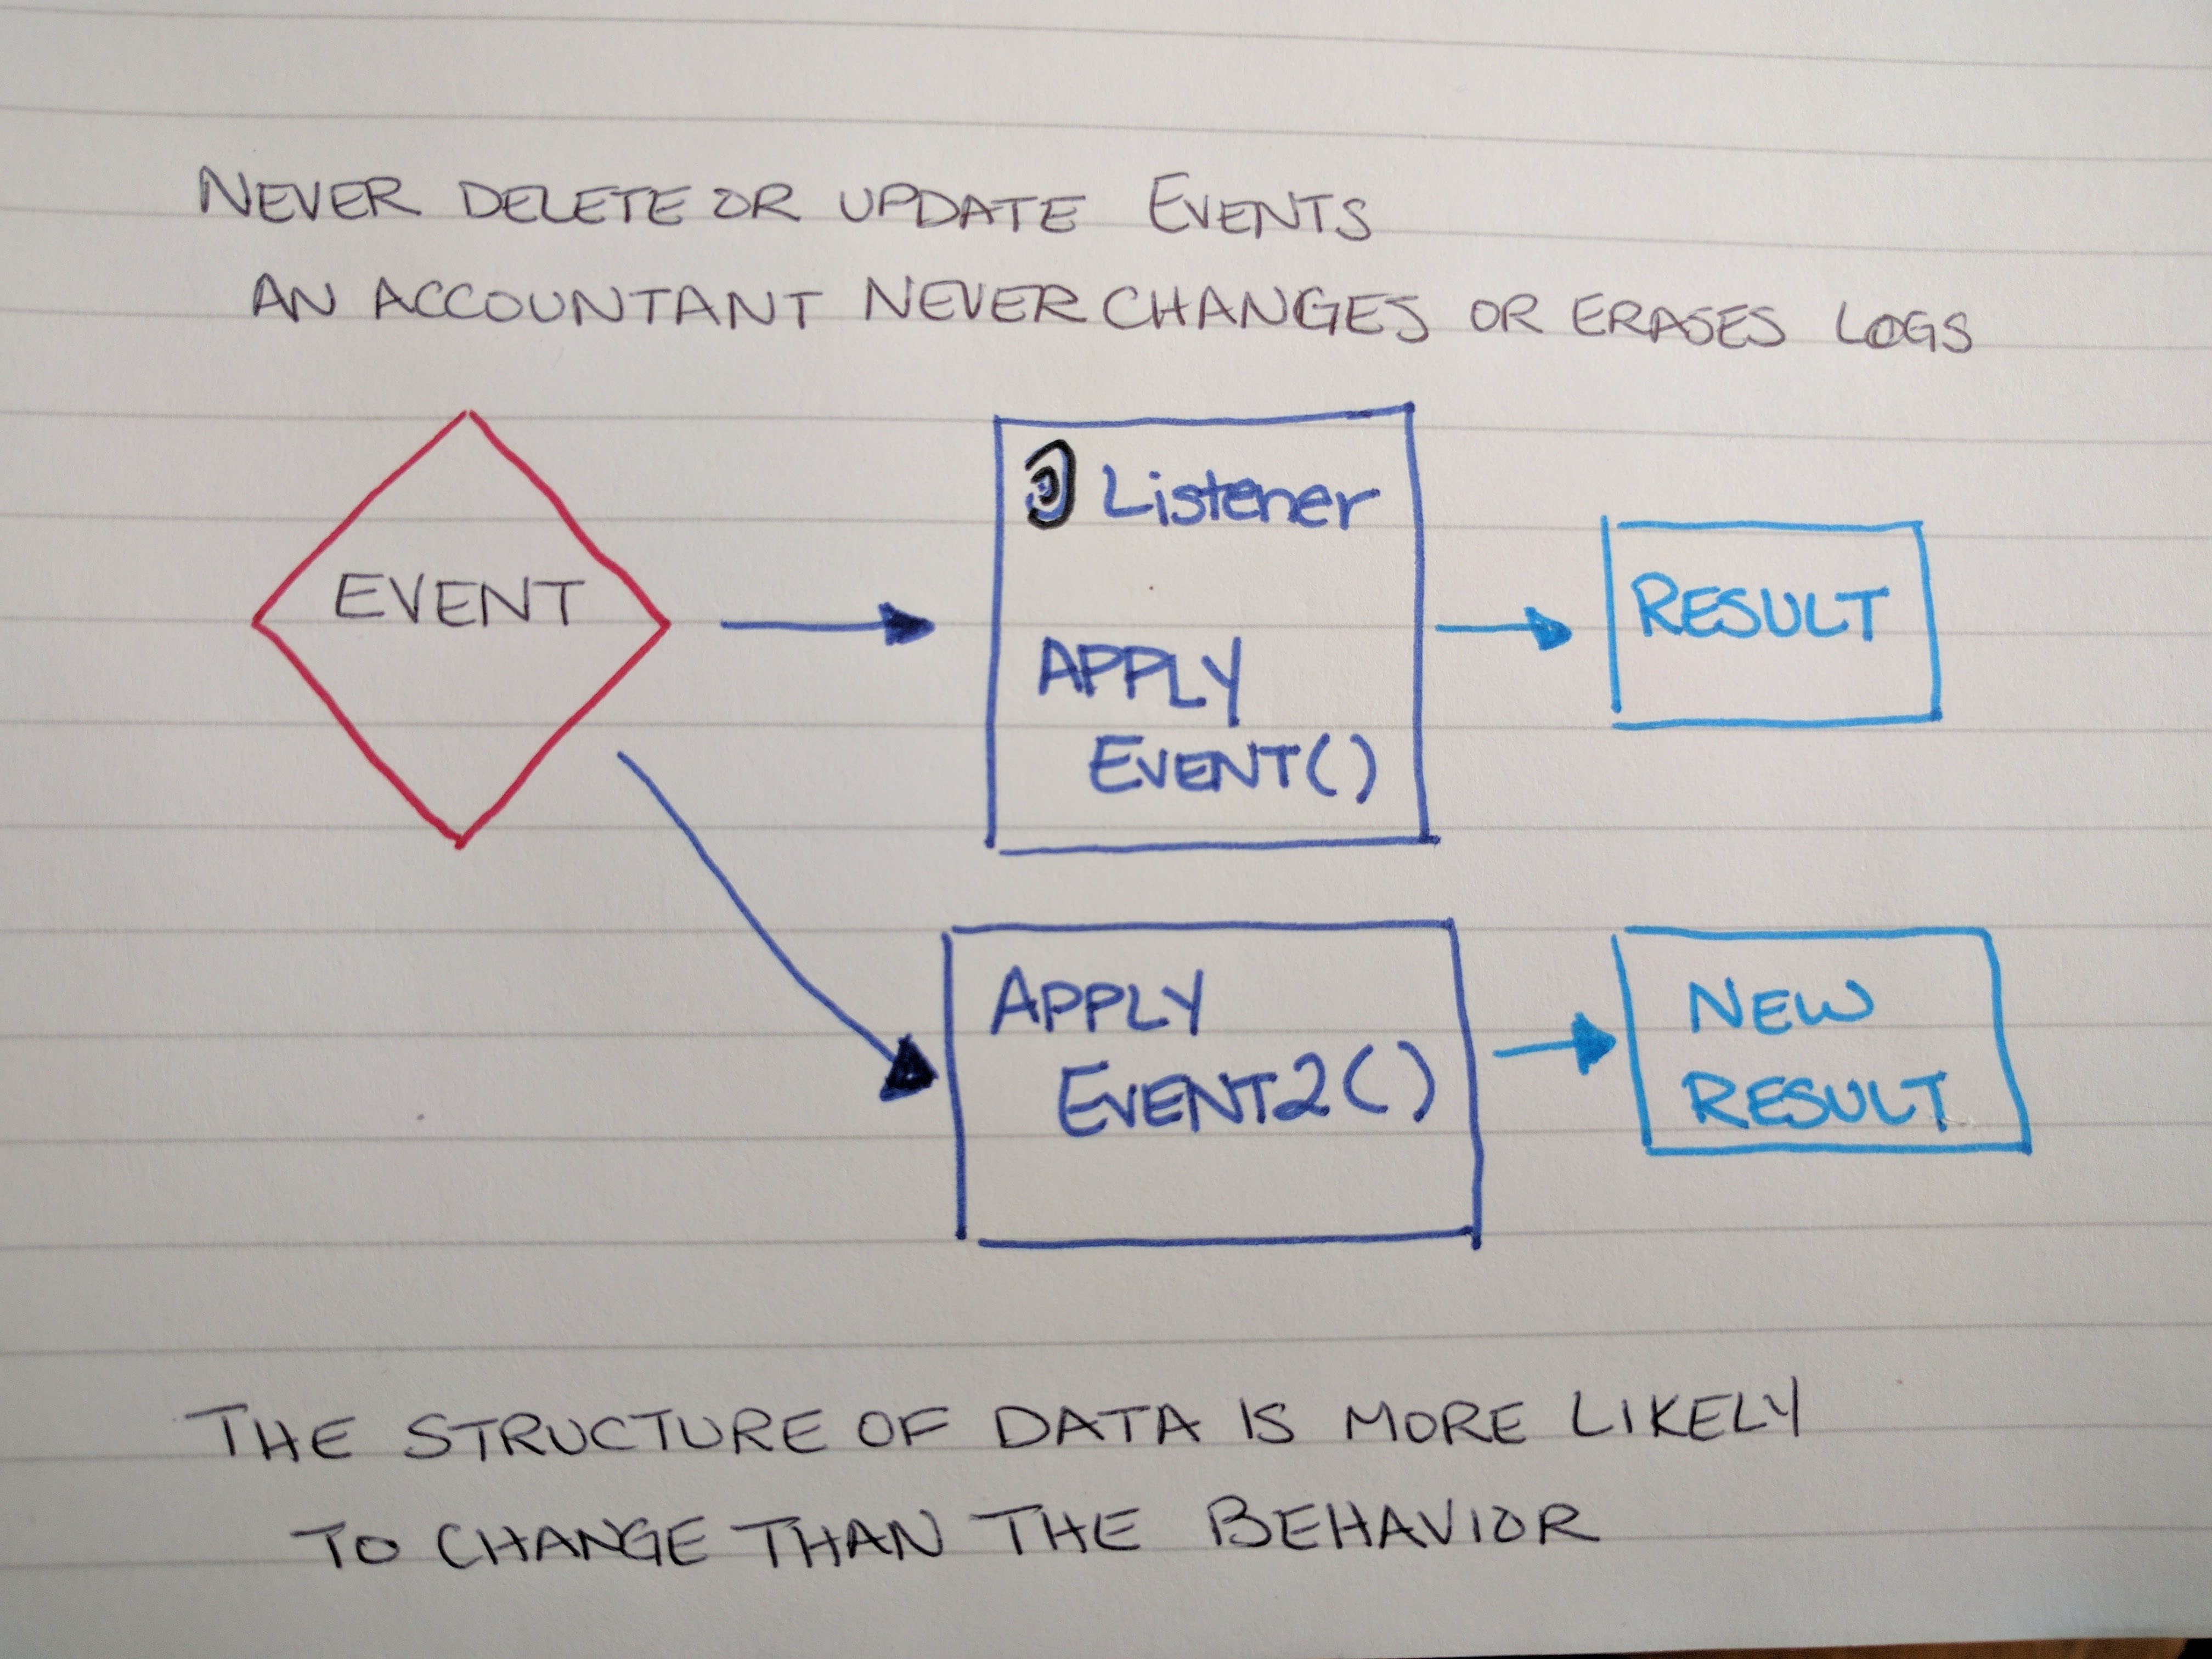 NEVER DELETE OR UPDATE EVENTS
AN ACCOUNTANT NEVER CHANGES OR ERASES LOGS
EVENT
Listener
APPLY
EVENT()
RESULT
APPLY
EVENT2()
NEW
RESULT
THE STRUCTURE OF DATA IS MORE LIKELY
TO CHANGE THAN THE BEHAVIOR